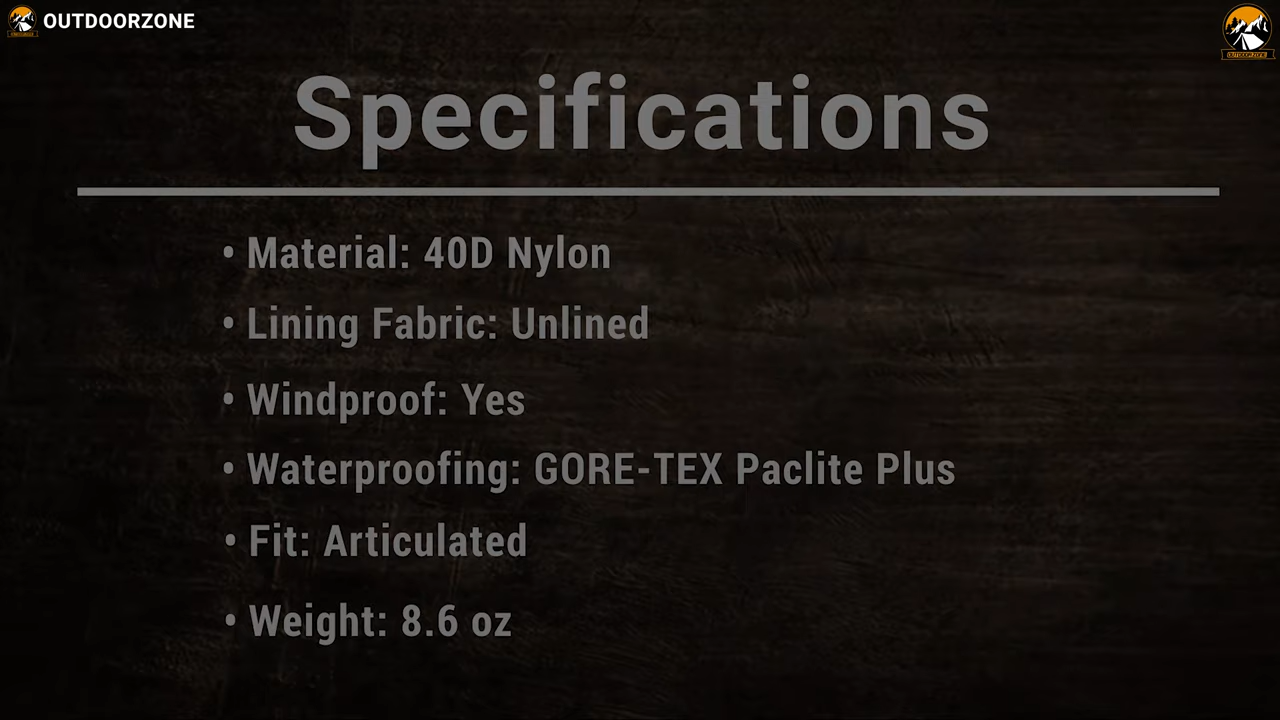 OUTDOORZONE
OUTDOORZONE
Specifications
• Material: 40D Nylon
• Lining Fabric: Unlined
• Windproof: Yes
• Waterproofing: GORE-TEX Paclite Plus
• Fit: Articulated
• Weight: 8.6 oz